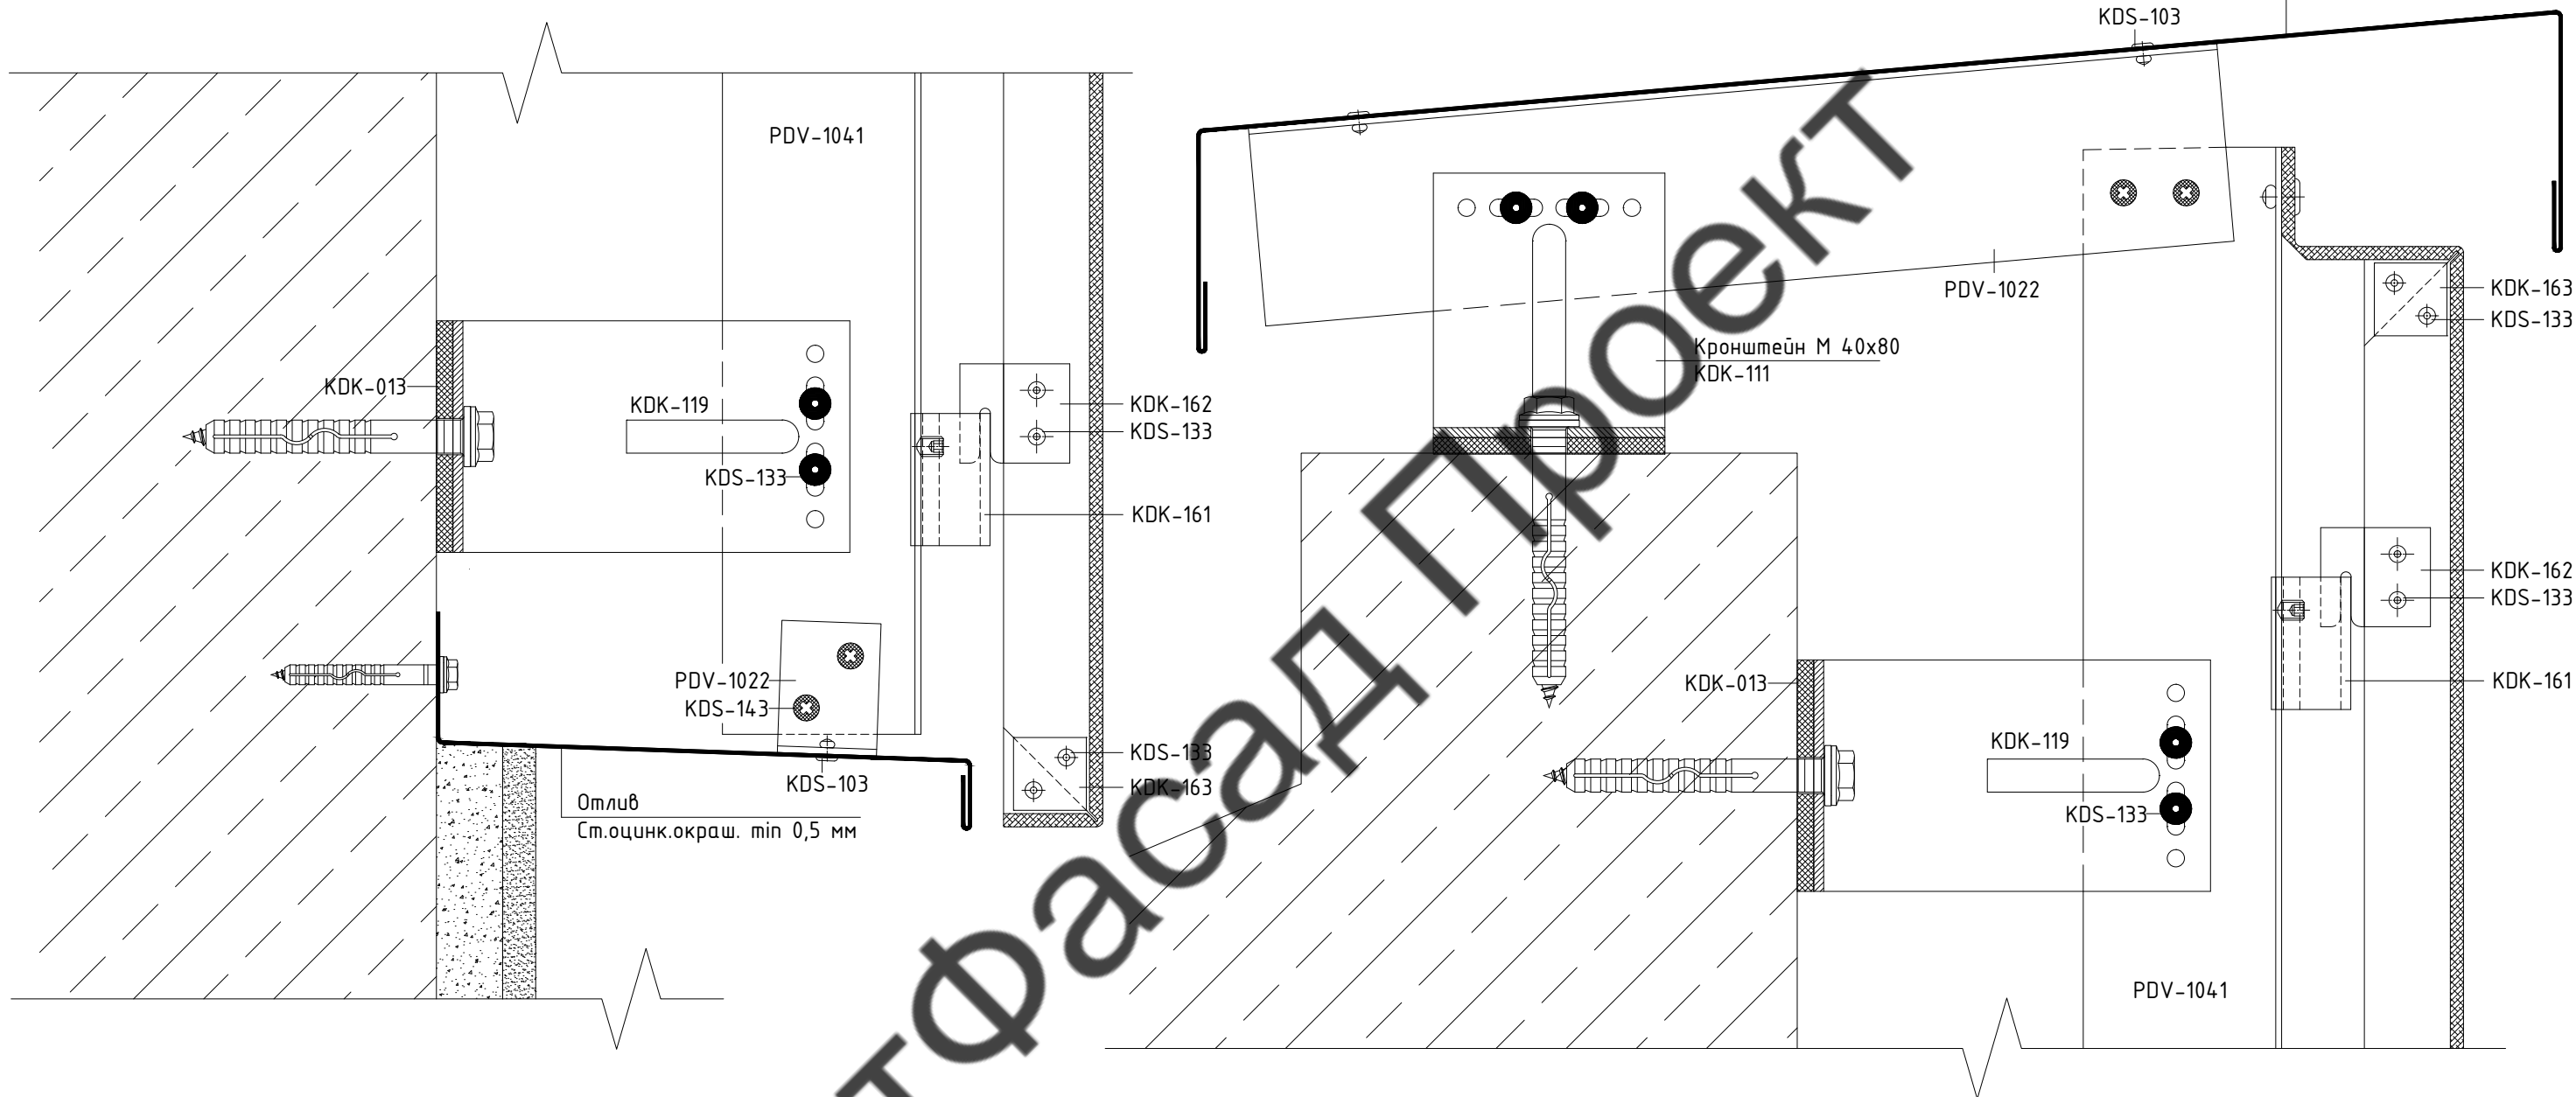 PDV-1041
KDK-013
KDK-119
KDS-133
KDK-162
KDS-133
KDK-161
PDV-1022
KDS-143
KDS-103
KDS-133
KDK-163
Отлив
Ст.оцинк.окраш. min 0,5 мм
KDS-103
PDV-1022
KDK-163
KDS-133
Кронштейн М 40х80
KDK-111
KDK-162
KDS-133
KDK-161
KDK-013
KDK-119
KDS-133
PDV-1041
тФасад Проект